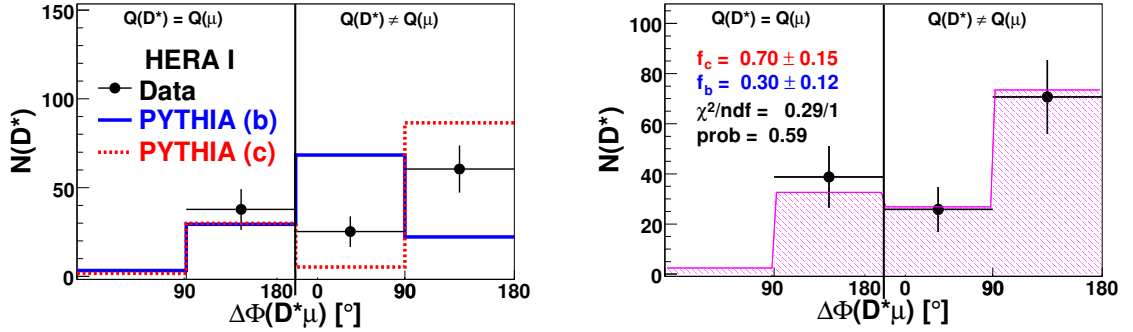 Q(D*) = Q(μ)
Q(D*) ≠ Q(μ)
HERA I
Data
PYTHIA (b)
PYTHIA (c)
N(D*)
150
100
50
0
90
180
0
90
180
ΔΦ(D*μ) [°]
Q(D*) = Q(μ)
Q(D*) ≠ Q(μ)
f_c = 0.70 ± 0.15
f_b = 0.30 ± 0.12
χ²/ndf = 0.29/1
prob = 0.59
N(D*)
100
80
60
40
20
0
90
180
0
90
180
ΔΦ(D*μ) [°]